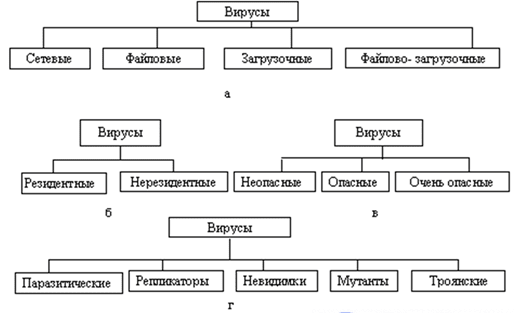 Вирусы
Сетевые Файловые Загрузочные Файлово- загрузочные
а
Вирусы Вирусы
Резидентные Нерезидентные Неопасные Опасные Очень опасные
б в
Вирусы
Паразитические Репликаторы Невидимки Мутанты Троянские
г